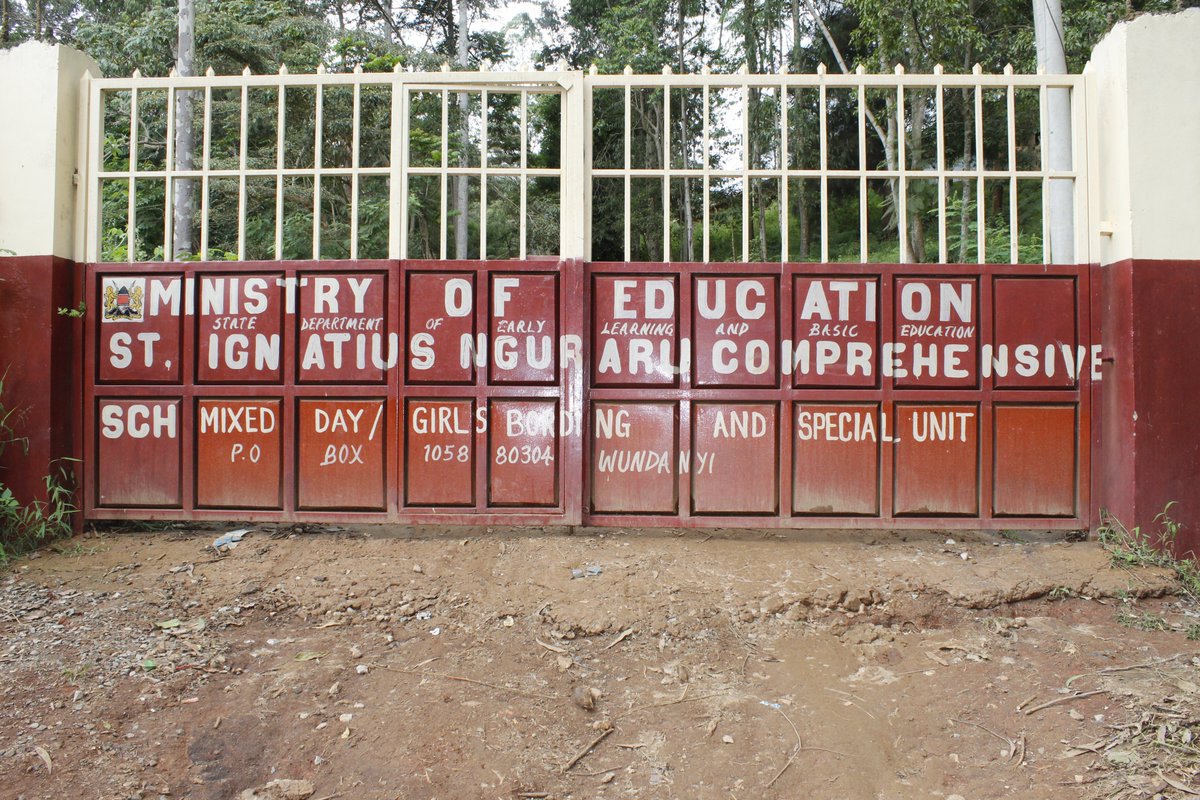 MINISTRY OF EDUCATION
STATE DEPARTMENT OF EARLY LEARNING AND BASIC EDUCATION
ST. IGNATIUS NGURARU COMPREHENSIVE
SCH MIXED DAY/ GIRLS BORDING AND SPECIAL UNIT
P.O BOX 1058 80304 WUNDANYI